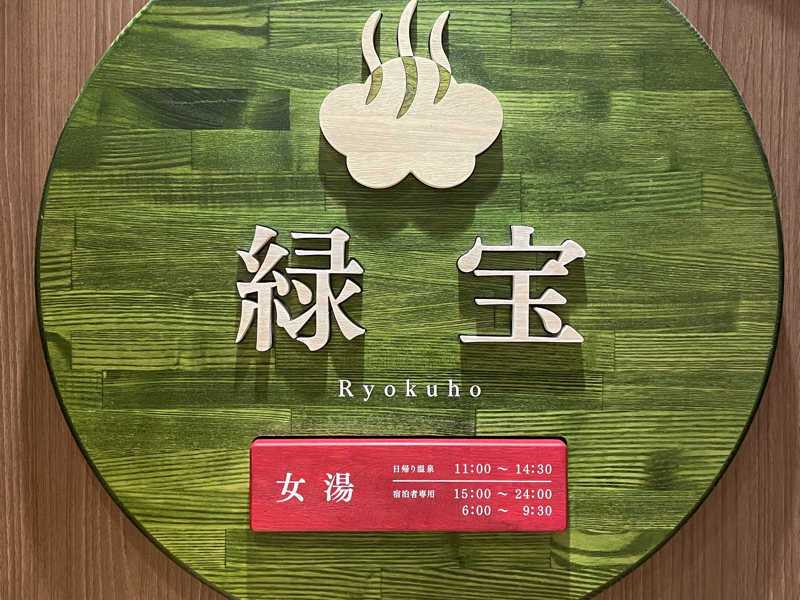 緑宝
Ryokuho
女湯
日帰り温泉 11:00 ～ 14:30
宿泊者専用 15:00 ～ 24:00
6:00 ～ 9:30